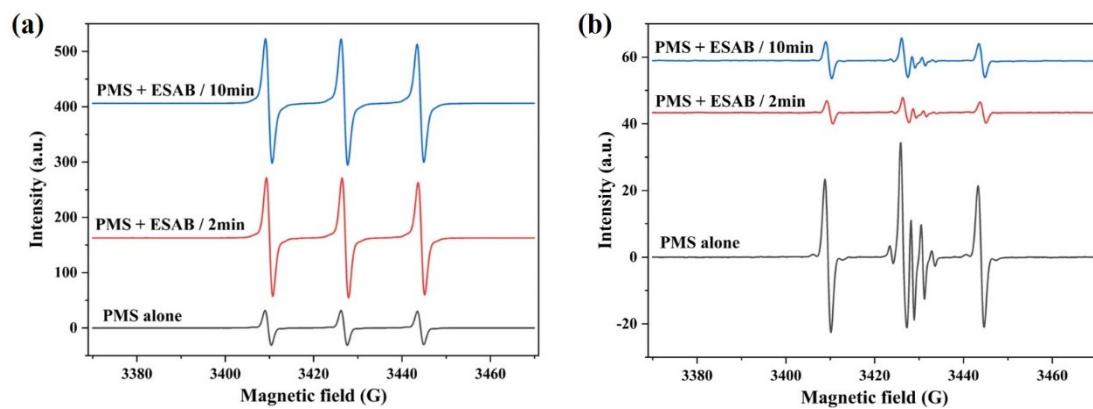 (a)
500
400
300
200
100
0
Intensity (a.u.)
PMS + ESAB / 10min
PMS + ESAB / 2min
PMS alone
3380
3400
3420
3440
3460
Magnetic field (G)
(b)
60
40
20
0
-20
Intensity (a.u.)
PMS + ESAB / 10min
PMS + ESAB / 2min
PMS alone
3380
3400
3420
3440
3460
Magnetic field (G)